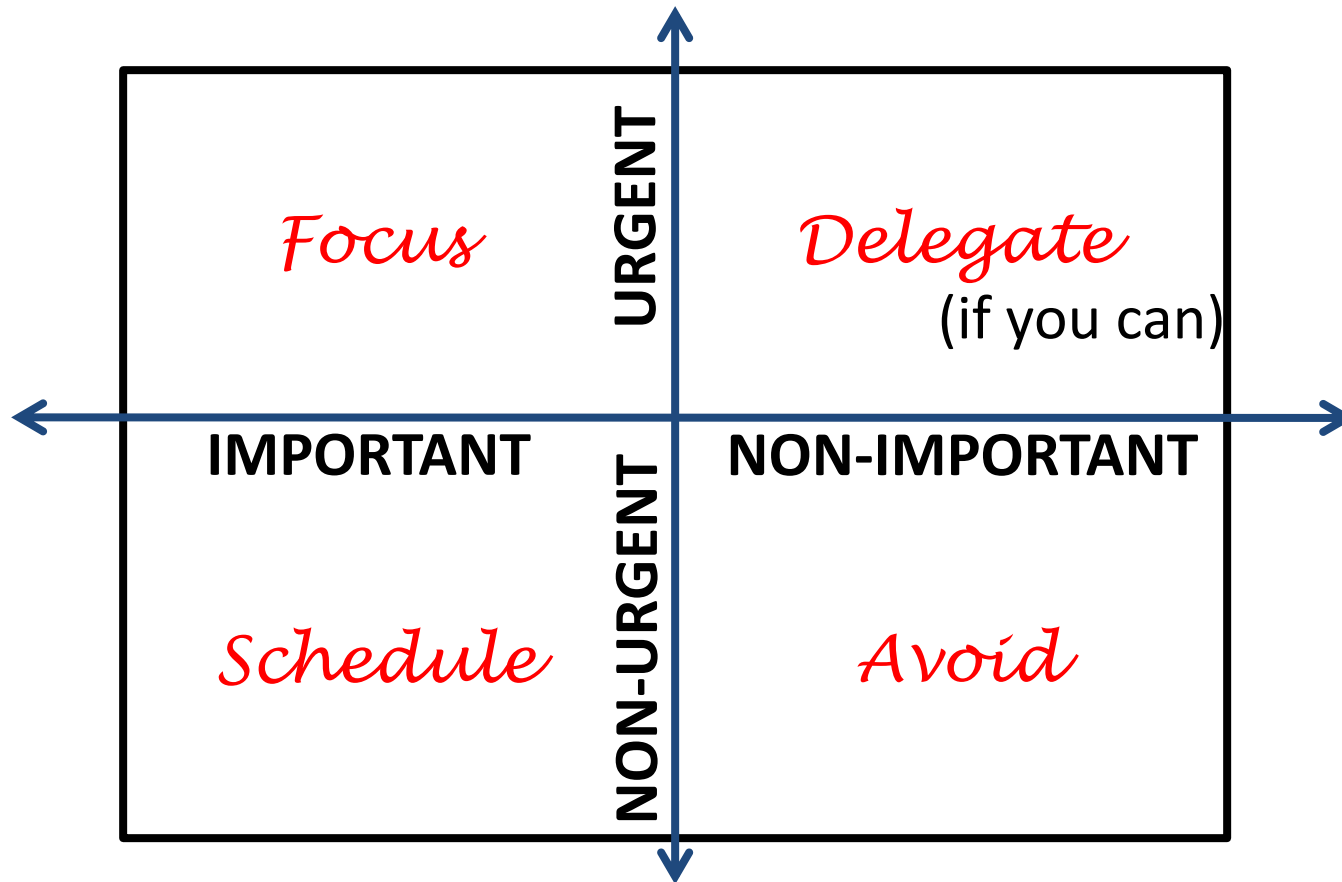 URGENT
Focus
Delegate
(if you can)
IMPORTANT
NON-IMPORTANT
NON-URGENT
Schedule
Avoid